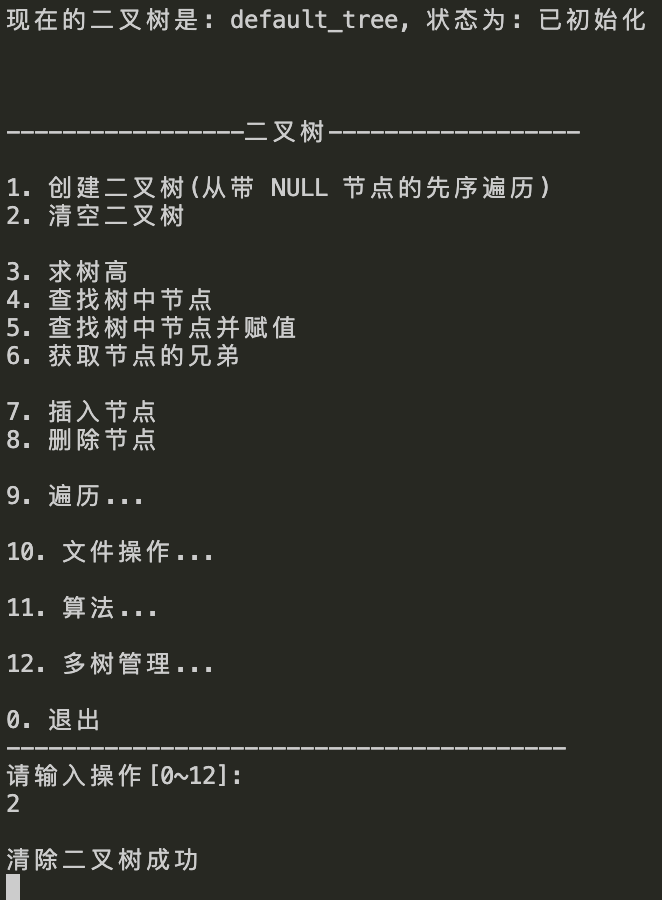 现在的二叉树是: default_tree, 状态为: 已初始化
-----------------二叉树------------------
1. 创建二叉树(从带 NULL 节点的先序遍历)
2. 清空二叉树
3. 求树高
4. 查找树中节点
5. 查找树中节点并赋值
6. 获取节点的兄弟
7. 插入节点
8. 删除节点
9. 遍历...
10. 文件操作...
11. 算法...
12. 多树管理...
0. 退出
----------------------------------------
请输入操作[0~12]:
2
清除二叉树成功